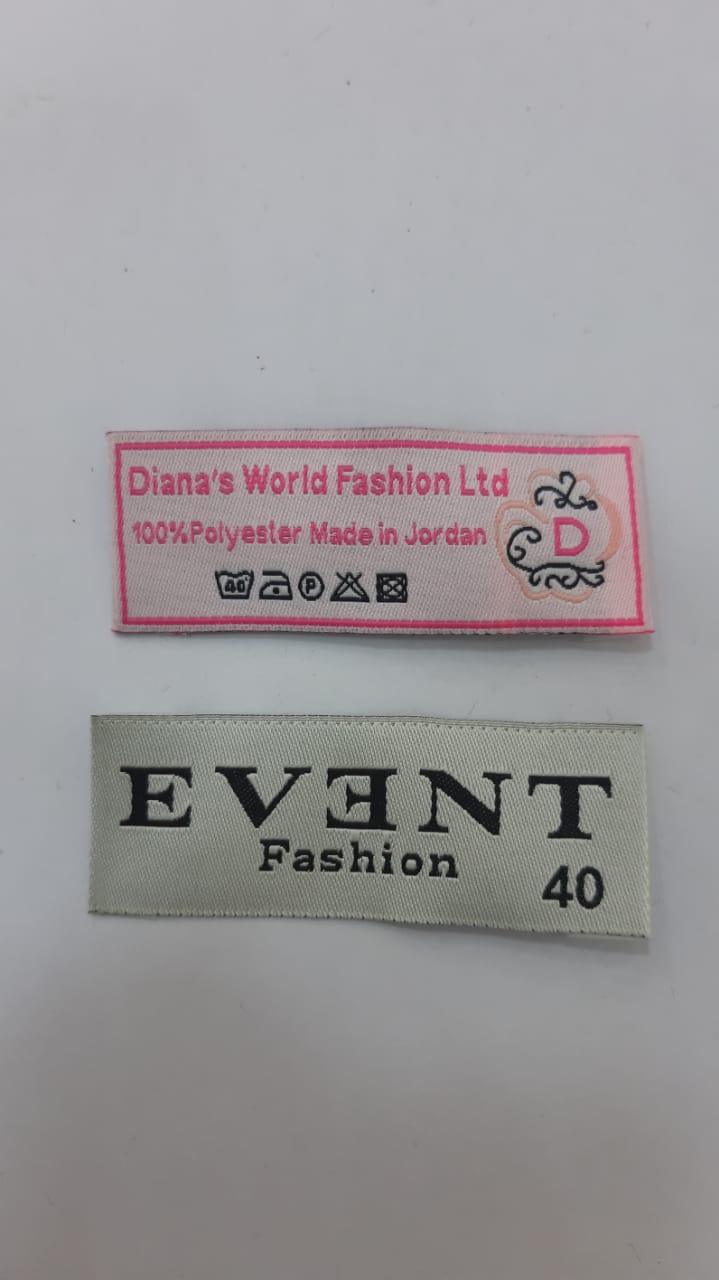 Diana's World Fashion Ltd
100%Polyester Made in Jordan
D
40 P
EVENT
Fashion
40